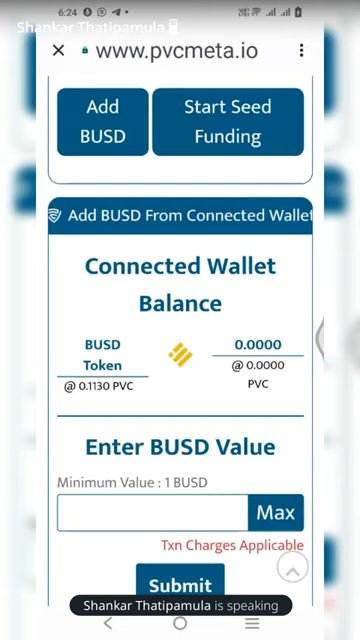 6:24
Shankar Thatipamula
www.pvcmeta.io
Add
BUSD
Start Seed
Funding
Add BUSD From Connected Wallet
Connected Wallet
Balance
BUSD
Token
@ 0.1130 PVC
0.0000
@ 0.0000
PVC
Enter BUSD Value
Minimum Value : 1 BUSD
Max
Txn Charges Applicable
Submit
Shankar Thatipamula is speaking